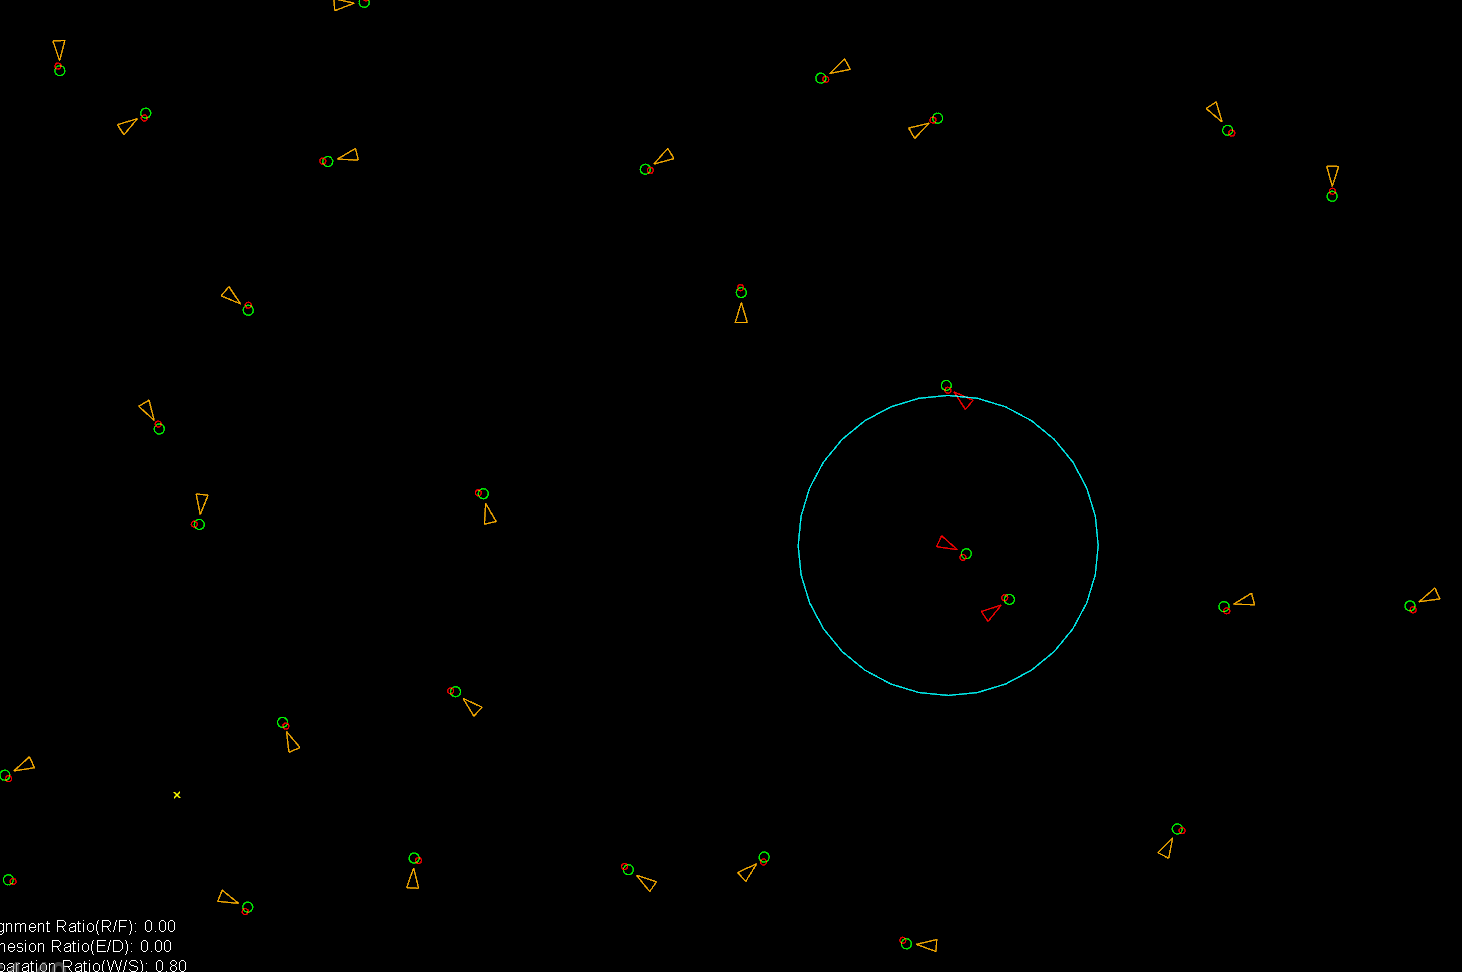 gnment Ratio(R/F): 0.00
hesion Ratio(E/D): 0.00
paration Ratio(W/S): 0.80